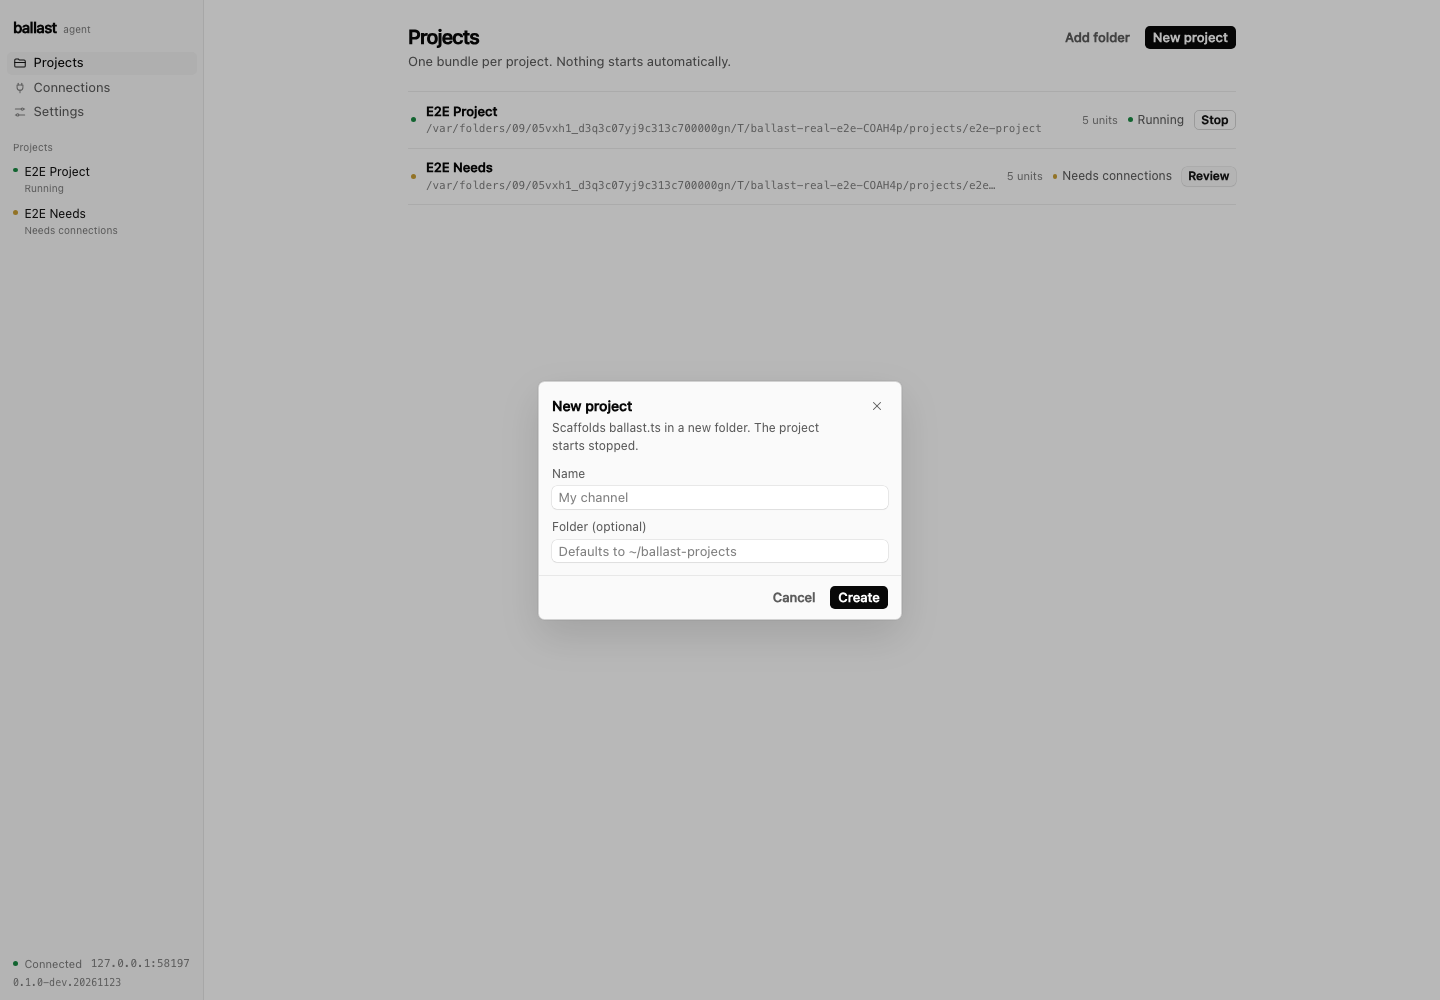 ballast agent
Projects
Connections
Settings
Projects
E2E Project
Running
E2E Needs
Needs connections
Connected 127.0.0.1:58197
0.1.0-dev.20261123
Projects
One bundle per project. Nothing starts automatically.
Add folder
New project
E2E Project
/var/folders/09/05vxh1_d3q3c07yj9c313c700000gn/T/ballast-real-e2e-COAH4p/projects/e2e-project
5 units Running Stop
E2E Needs
/var/folders/09/05vxh1_d3q3c07yj9c313c700000gn/T/ballast-real-e2e-COAH4p/projects/e2e…
5 units Needs connections Review
New project
Scaffolds ballast.ts in a new folder. The project
starts stopped.
Name
My channel
Folder (optional)
Defaults to ~/ballast-projects
Cancel
Create